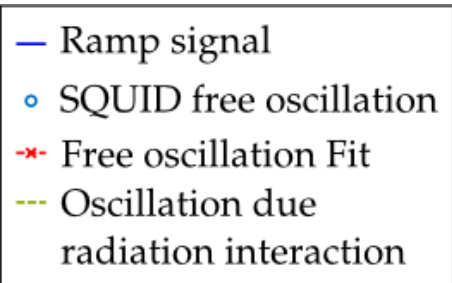 Ramp signal
SQUID free oscillation
Free oscillation Fit
Oscillation due
radiation interaction